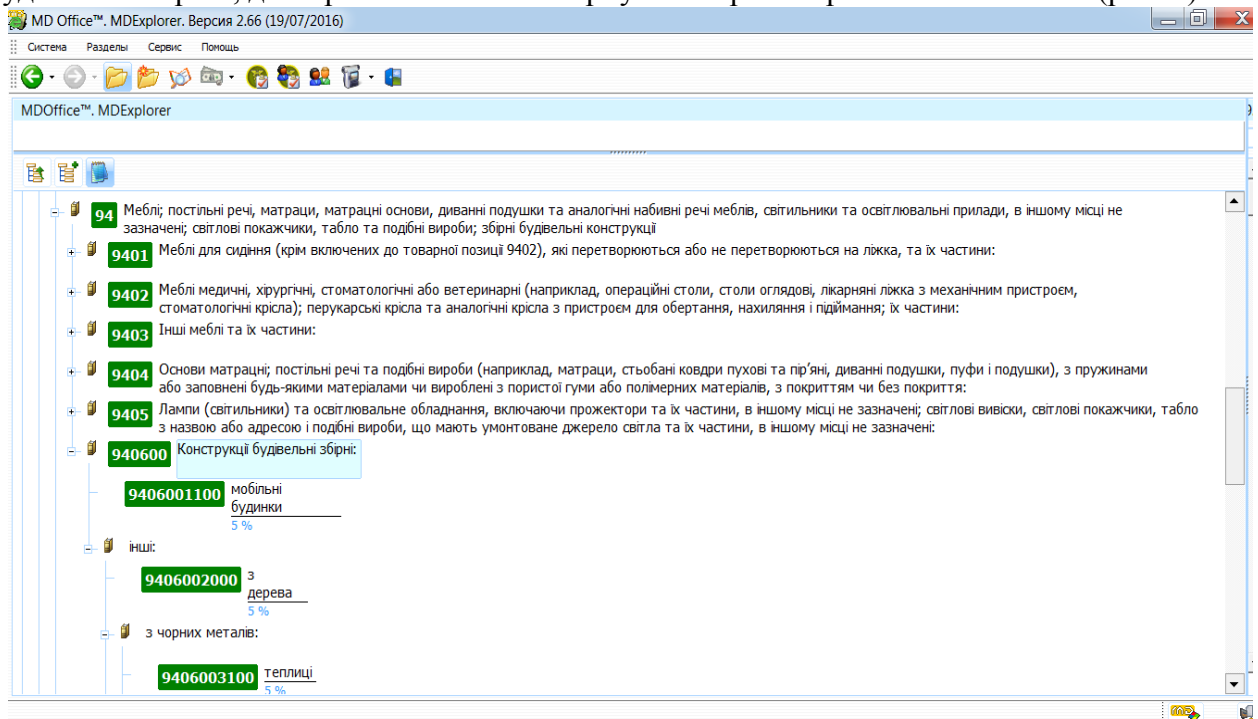 MD Office™. MDExplorer. Версия 2.66 (19/07/2016)
Система Разделы Сервис Помощь
MDOffice™. MDExplorer
94 Меблі; постільні речі, матраци, матрацні основи, диванні подушки та аналогічні набивні речі меблів, світильники та освітлювальні прилади, в іншому місці не
зазначені; світлові покажчики, табло та подібні вироби; збірні будівельні конструкції
9401 Меблі для сидіння (крім включених до товарної позиції 9402), які перетворюються або не перетворюються на ліжка, та їх частини:
9402 Меблі медичні, хірургічні, стоматологічні або ветеринарні (наприклад, операційні столи, столи оглядові, лікарняні ліжка з механічним пристроєм,
стоматологічні крісла); перукарські крісла та аналогічні крісла з пристроєм для обертання, нахиляння і підіймання; їх частини:
9403 Інші меблі та їх частини:
9404 Основи матрацні; постільні речі та подібні вироби (наприклад, матраци, стьобані ковдри пухові та пір'яні, диванні подушки, пуфи і подушки), з пружинами
або заповнені будь-якими матеріалами чи вироблені з пористої гуми або полімерних матеріалів, з покриттям чи без покриття:
9405 Лампи (світильники) та освітлювальне обладнання, включаючи прожектори та їх частини, в іншому місці не зазначені; світлові вивіски, світлові покажчики, табло
з назвою або адресою і подібні вироби, що мають умонтоване джерело світла та їх частини, в іншому місці не зазначені:
940600 Конструкції будівельні збірні:
9406001100 мобільні
будинки
5 %
інші:
9406002000 з
дерева
5 %
з чорних металів:
9406003100 теплиці
5 %